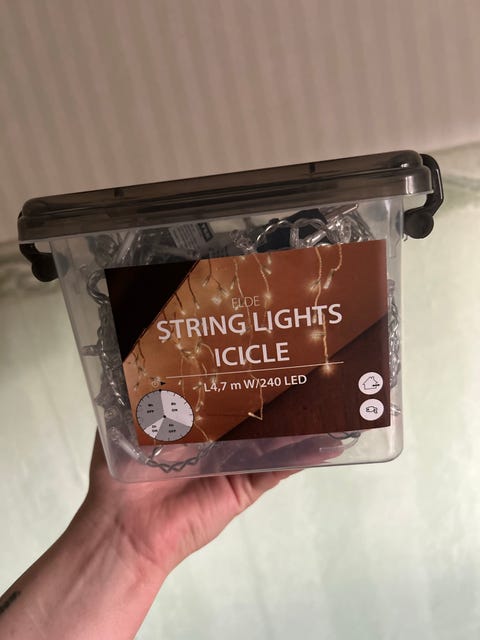 ELDE
STRING LIGHTS
ICICLE
L4,7 m W/240 LED